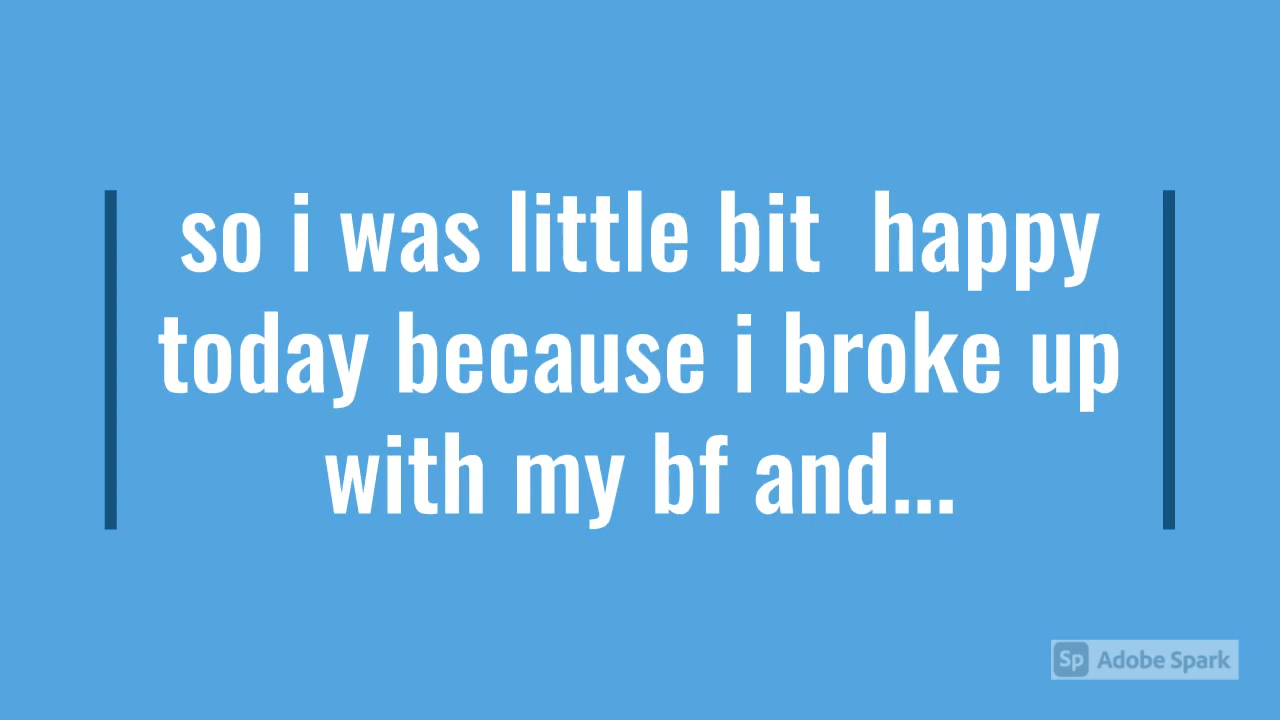 so i was little bit  happy
today because i broke up
with my bf and...
Sp Adobe Spark